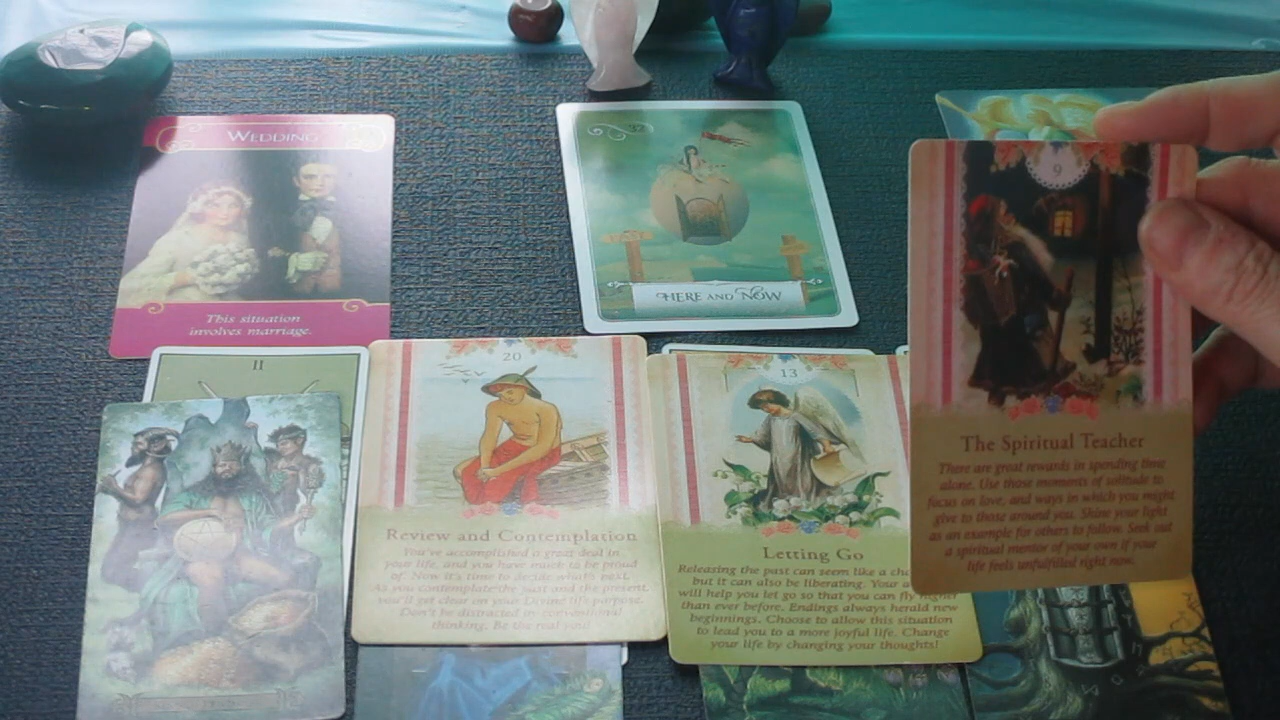 WEDDING
This situation
involves marriage.
32
HERE AND NOW
9
The Spiritual Teacher
There are great rewards in spending time
alone. Use those moments of solitude to
focus on love, and ways in which you might
give to those around you. Shine your light
as an example for others to follow. Seek out
a spiritual mentor of your own if your
life feels unfulfilled right now.
II
20
Review and Contemplation
You've accomplished a great deal in
your life, and you have much to be proud
of. Now it's time to decide what's next.
As you contemplate the past and the present,
you'll get clear on your Divine life purpose.
Don't be distracted by conventional
thinking. Be the real you!
13
Letting Go
Releasing the past can seem like a
but it can also be liberating. Your
will help you let go so that you can fly higher
than ever before. Endings always herald new
beginnings. Choose to allow this situation
to lead you to a more joyful life. Change
your life by changing your thoughts!